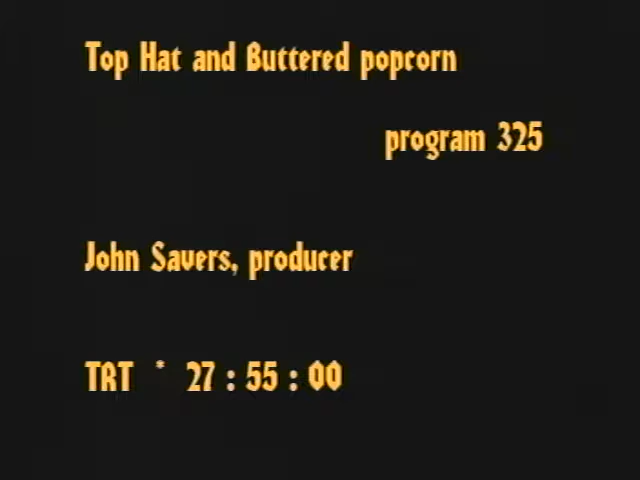 Top Hat and Buttered popcorn
program 325
John Savers, producer
TRT * 27 : 55 : 00